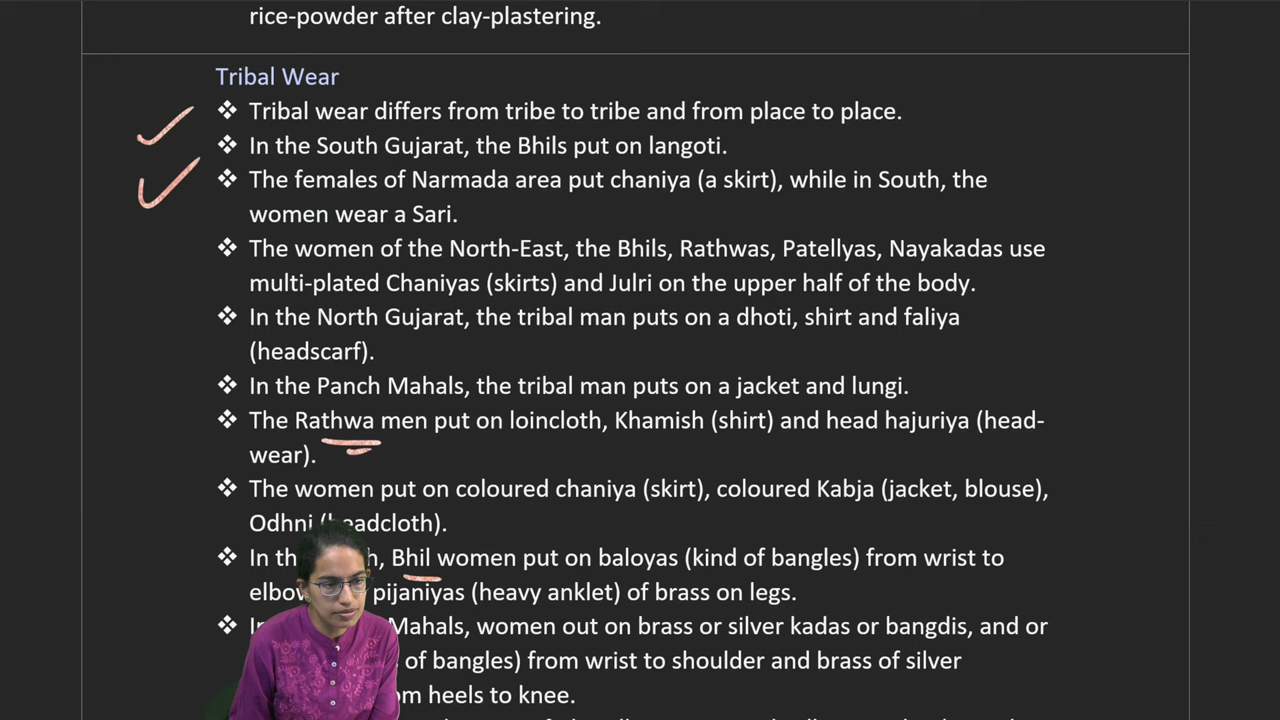 rice-powder after clay-plastering.
Tribal Wear
❖ Tribal wear differs from tribe to tribe and from place to place.
❖ In the South Gujarat, the Bhils put on langoti.
❖ The females of Narmada area put chaniya (a skirt), while in South, the
women wear a Sari.
❖ The women of the North-East, the Bhils, Rathwas, Patellyas, Nayakadas use
multi-plated Chaniyas (skirts) and Julri on the upper half of the body.
❖ In the North Gujarat, the tribal man puts on a dhoti, shirt and faliya
(headscarf).
❖ In the Panch Mahals, the tribal man puts on a jacket and lungi.
❖ The Rathwa men put on loincloth, Khamish (shirt) and head hajuriya (head-
wear).
❖ The women put on coloured chaniya (skirt), coloured Kabja (jacket, blouse),
Odhni (headcloth).
❖ In Bhil women put on baloyas (kind of bangles) from wrist to
pijaniyas (heavy anklet) of brass on legs.
❖ Mahals, women out on brass or silver kadas or bangdis, and or
of bangles) from wrist to shoulder and brass of silver
heels to knee.